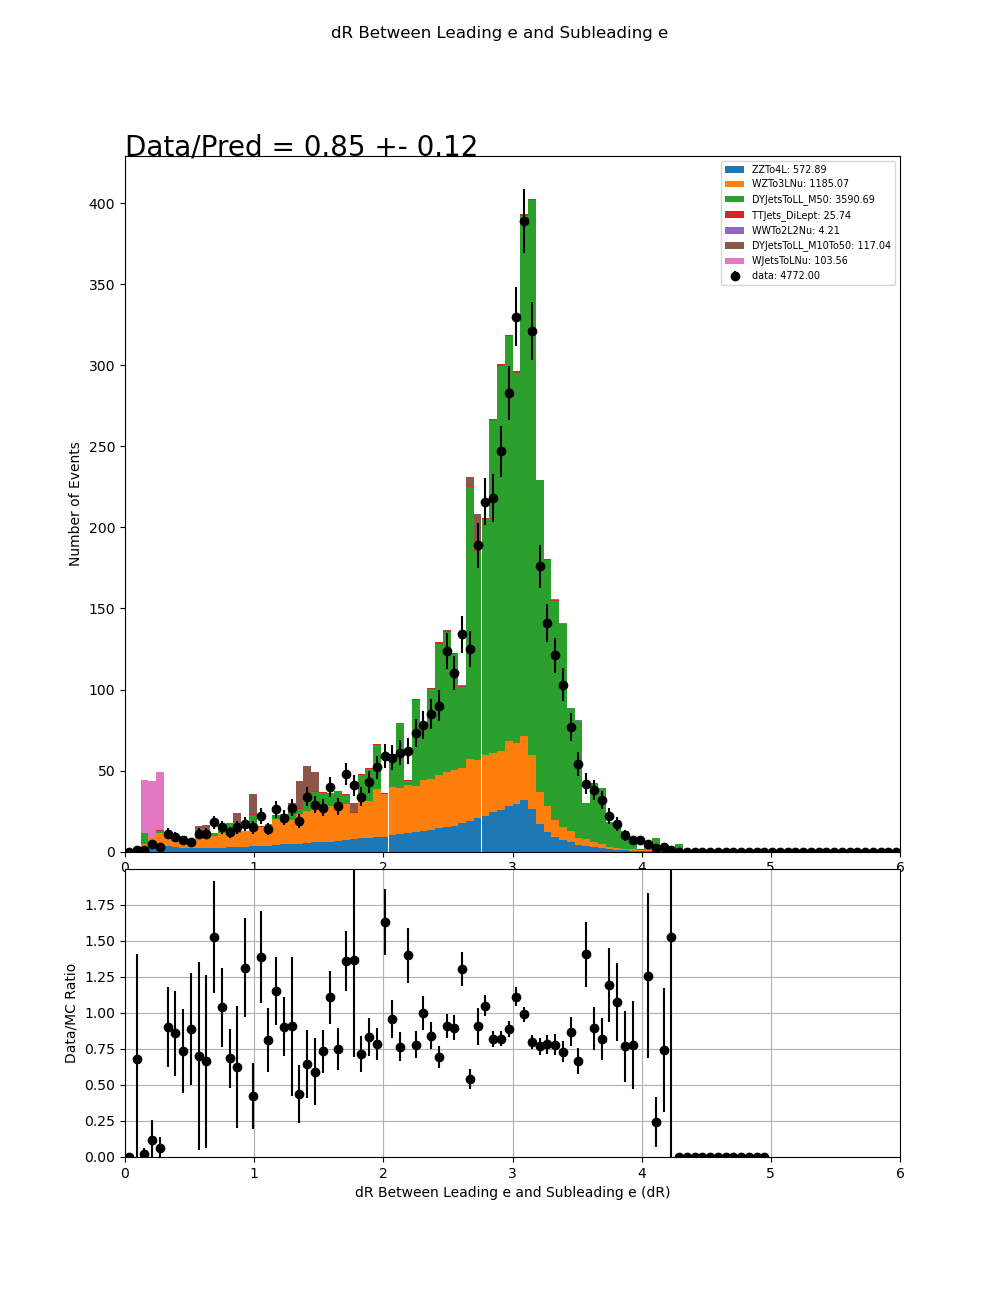 dR Between Leading e and Subleading e
Data/Pred = 0.85 +- 0.12
ZZTo4L: 572.89
WZTo3LNu: 1185.07
DYJetsToLL_M50: 3590.69
TTJets_DiLept: 25.74
WWTo2L2Nu: 4.21
DYJetsToLL_M10To50: 117.04
WJetsToLNu: 103.56
data: 4772.00
400
350
300
250
200
150
100
50
0
Number of Events
0 1 2 3 4 5 6
1.75
1.50
1.25
1.00
0.75
0.50
0.25
0.00
Data/MC Ratio
0 1 2 3 4 5 6
dR Between Leading e and Subleading e (dR)